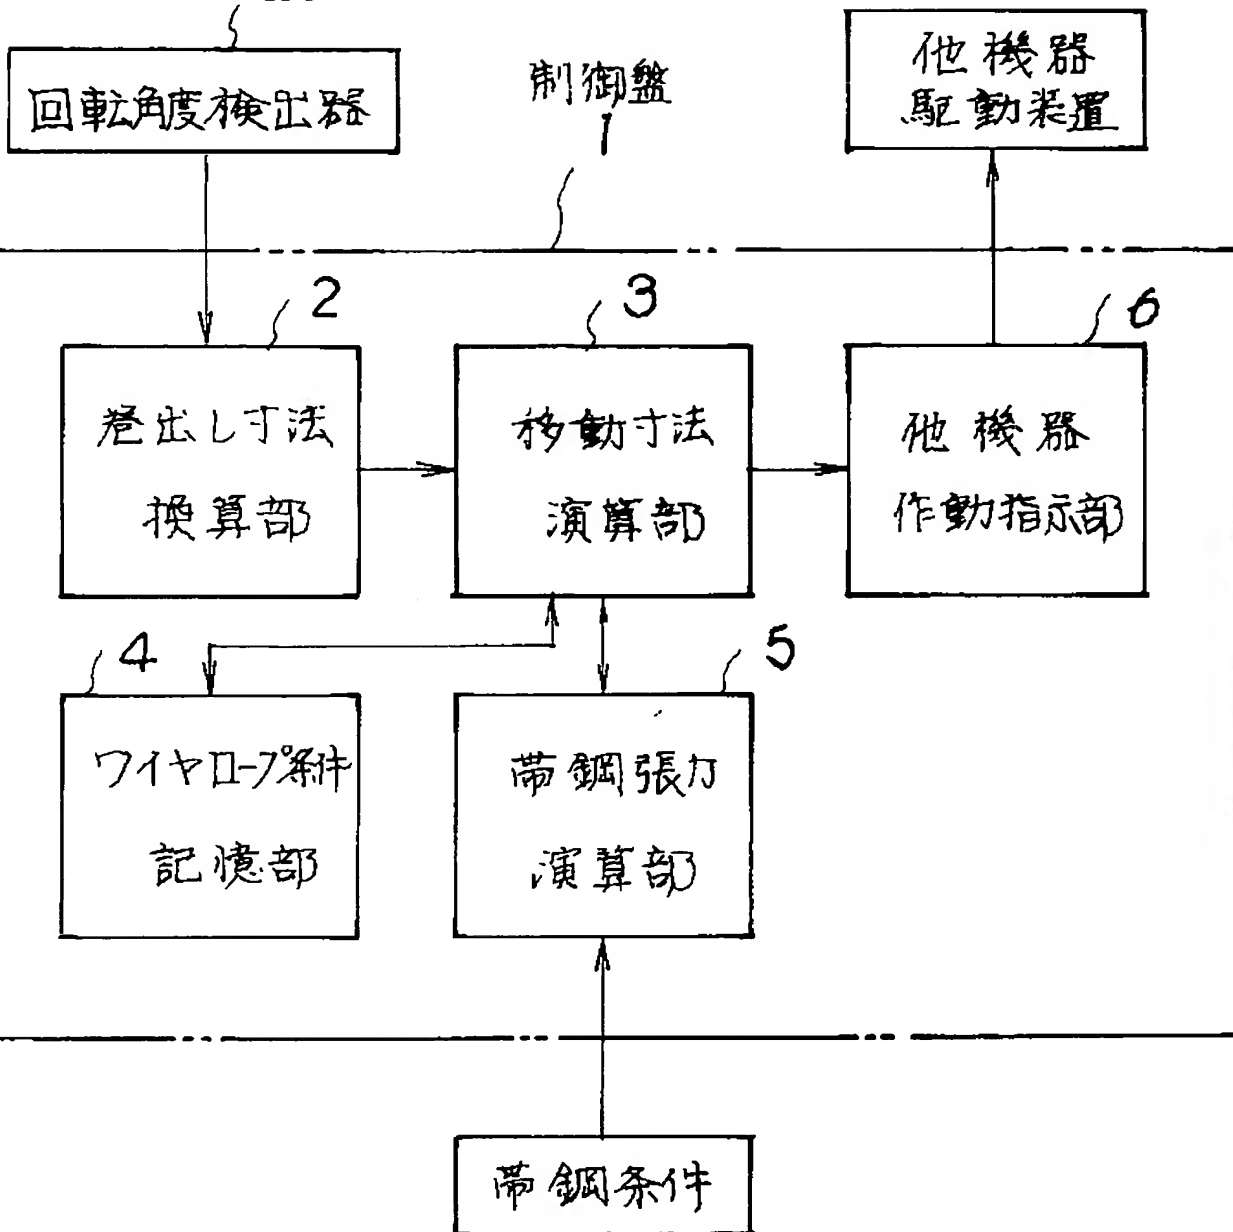 回転角度検出器
制御盤
1
他機器
駆動装置
2
巻出し寸法
換算部
3
移動寸法
演算部
6
他機器
作動指示部
4
ワイヤロープ条件
記憶部
5
帯鋼張力
演算部
帯鋼条件